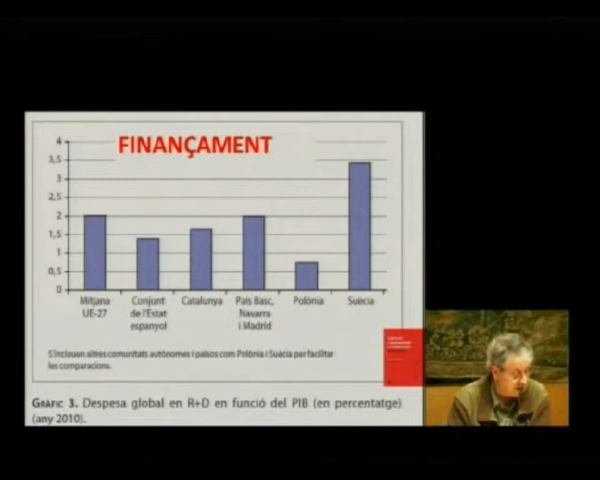 FINANÇAMENT
4
3,5
3
2,5
2
1,5
1
0,5
0
Mitjana
UE-27
Conjunt
de l'Estat
espanyol
Catalunya
País Basc,
Navarra
i Madrid
Polònia
Suècia
S'inclouen altres comunitats autònomes i països com Polònia i Suècia per facilitar
les comparacions.
GRÀFIC 3. Despesa global en R+D en funció del PIB (en percentatge)
(any 2010).